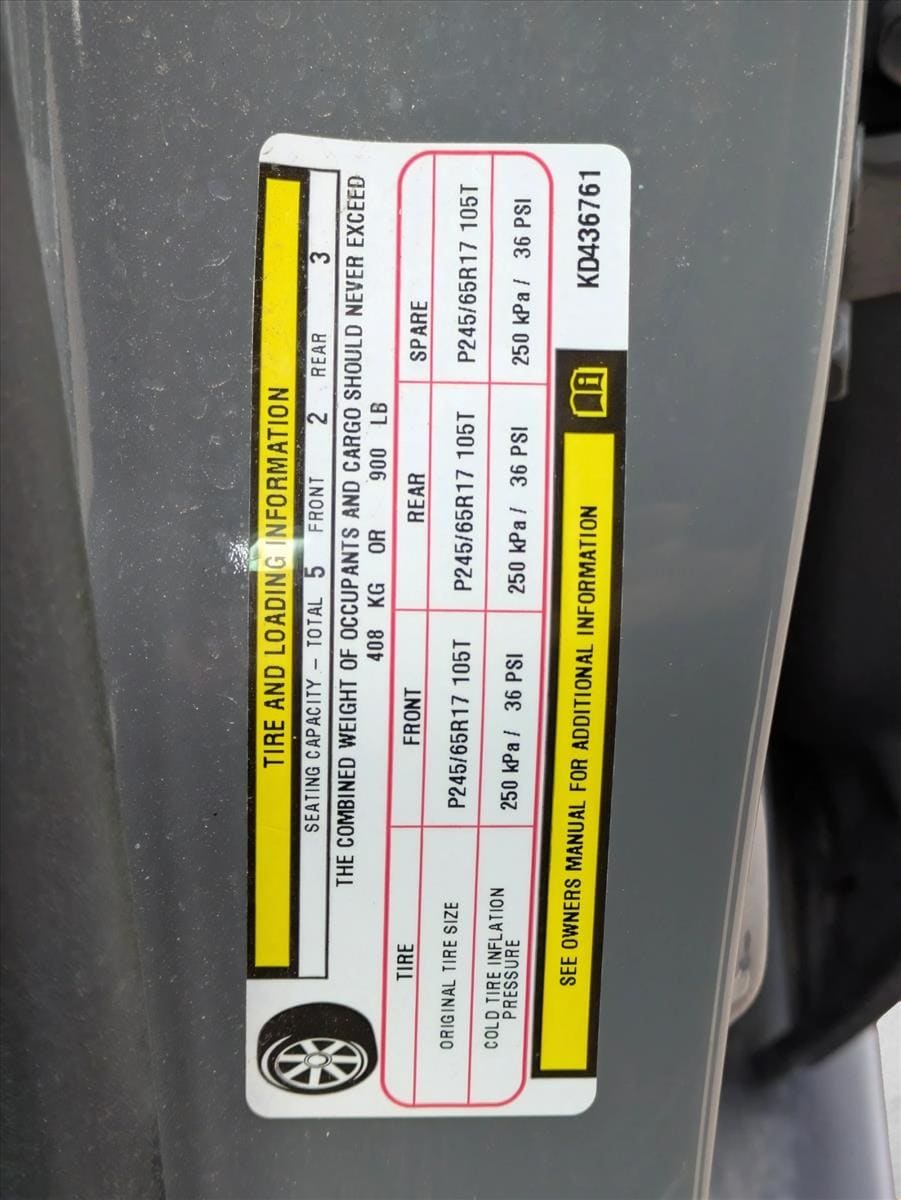 TIRE AND LOADING INFORMATION
SEATING CAPACITY - TOTAL 5 FRONT 2 REAR 3
THE COMBINED WEIGHT OF OCCUPANTS AND CARGO SHOULD NEVER EXCEED
408 KG OR 900 LB
TIRE FRONT REAR SPARE
ORIGINAL TIRE SIZE P245/65R17 105T P245/65R17 105T P245/65R17 105T
COLD TIRE INFLATION
PRESSURE 250 kPa / 36 PSI 250 kPa / 36 PSI 250 kPa / 36 PSI
SEE OWNERS MANUAL FOR ADDITIONAL INFORMATION
KD436761